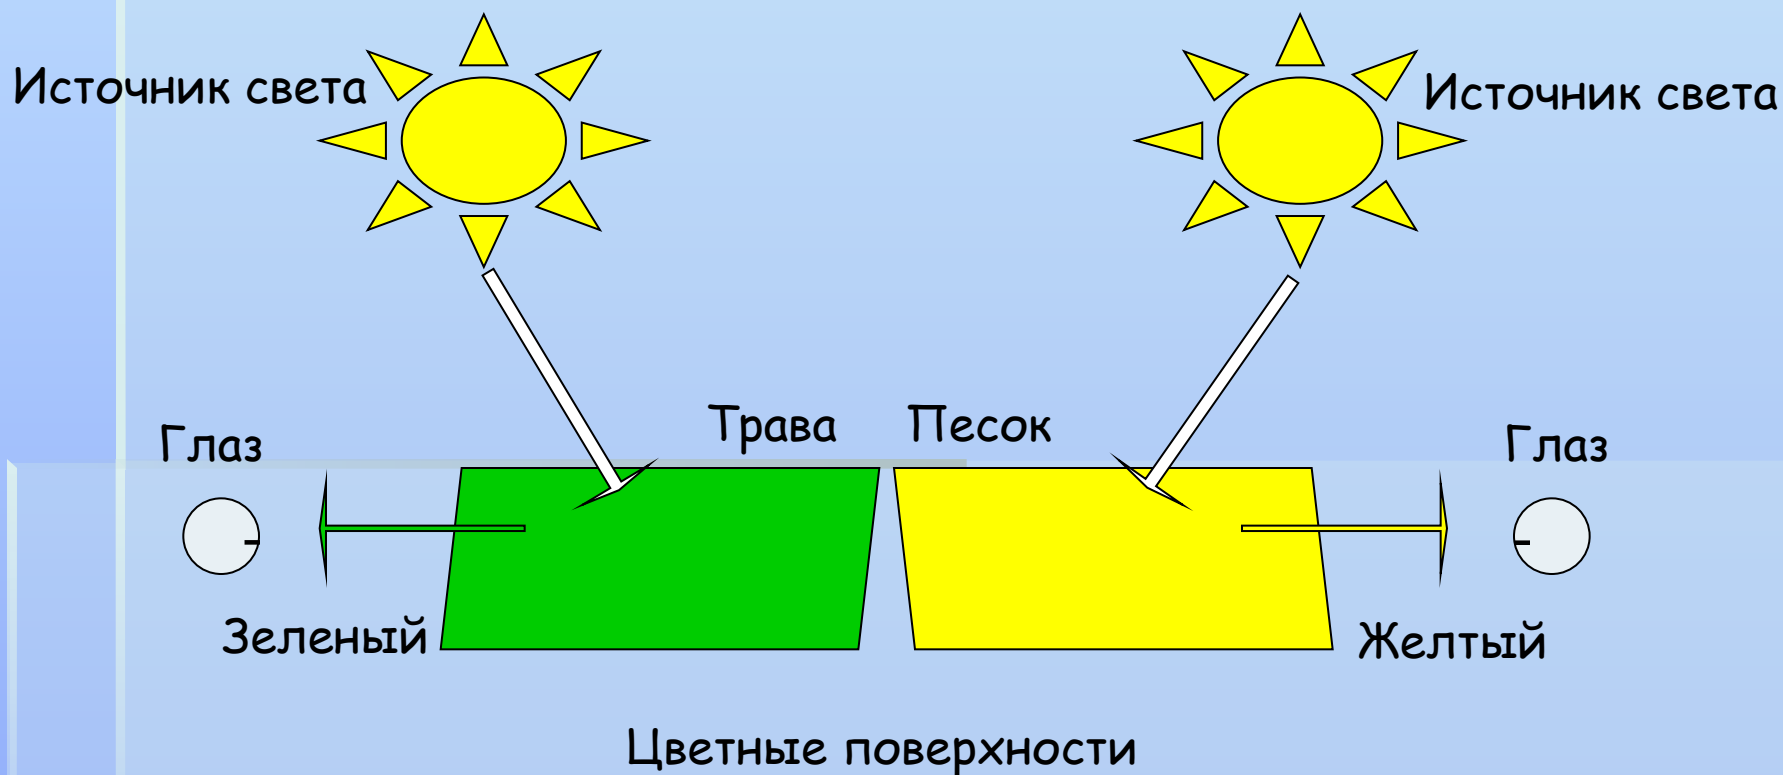 Источник света
Источник света
Трава
Песок
Глаз
Глаз
Зеленый
Желтый
Цветные поверхности